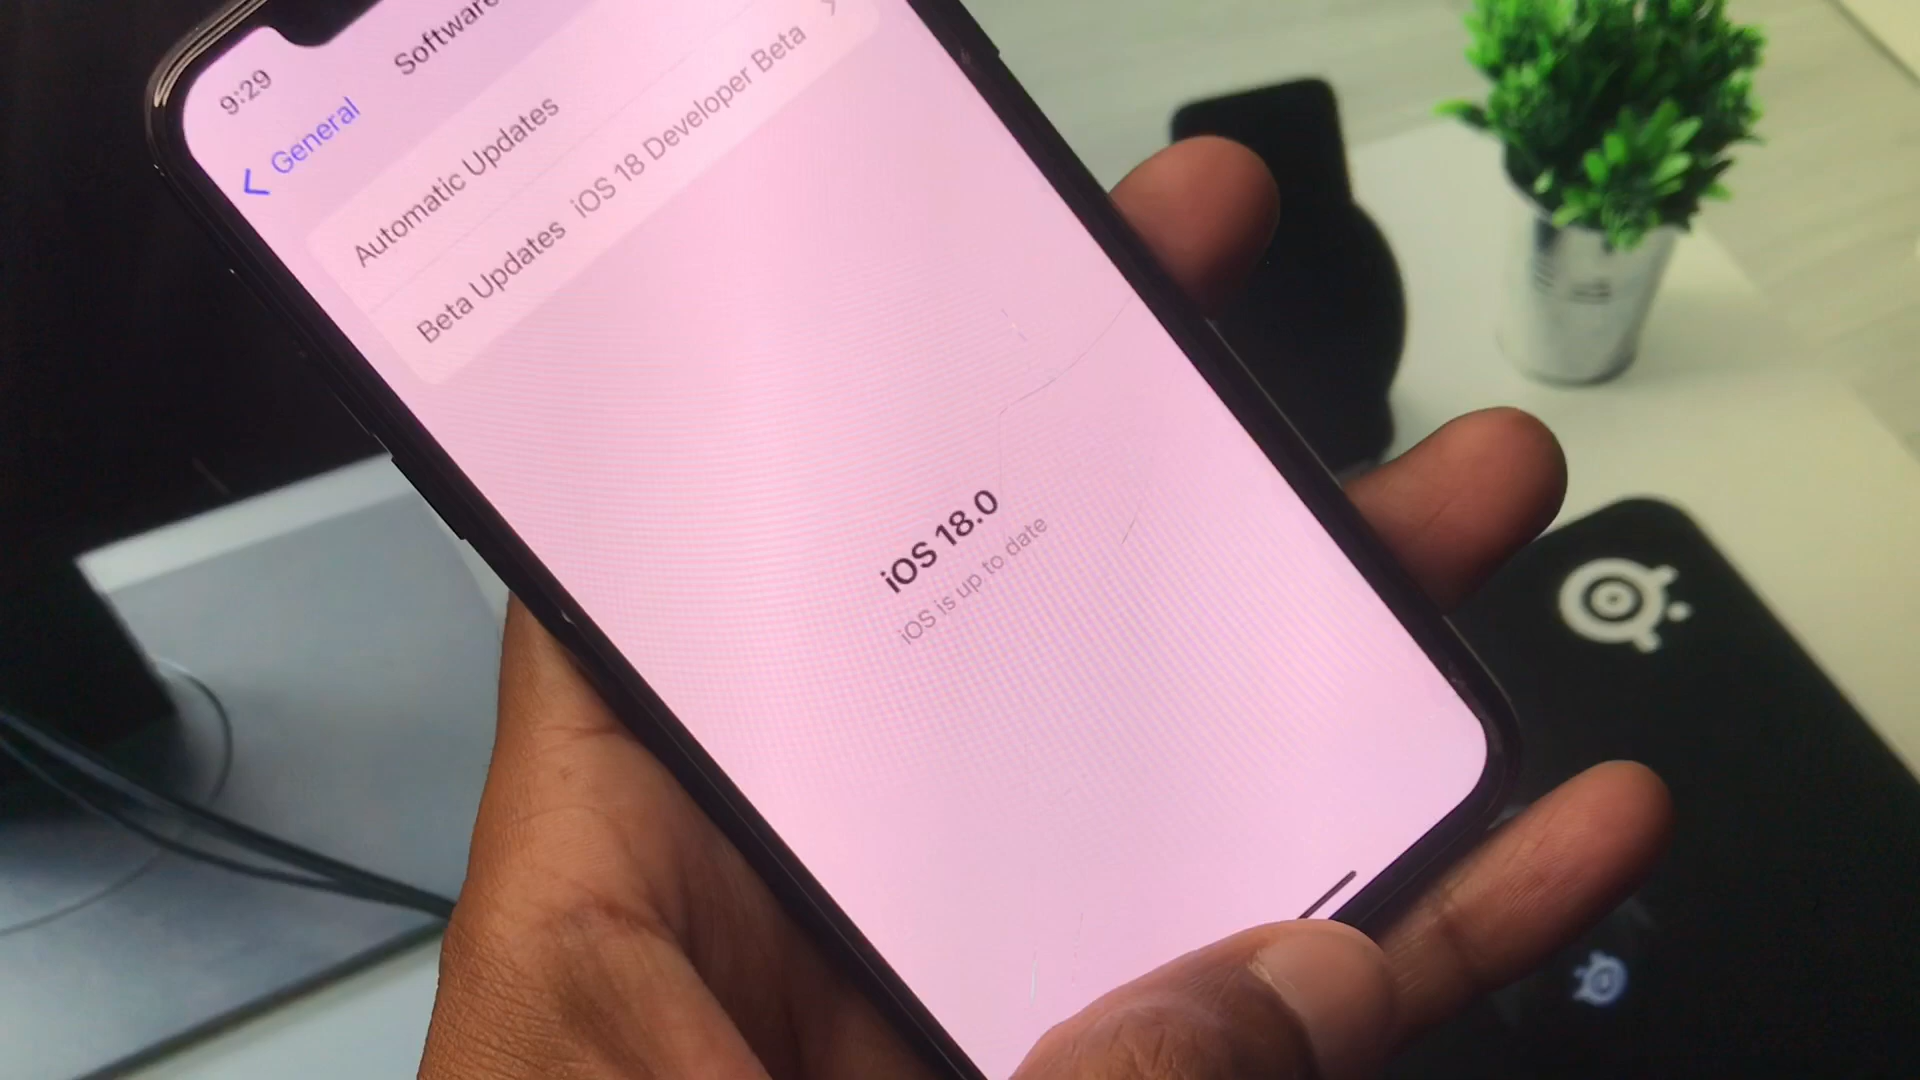 9:29
General
Software
Automatic Updates
Beta Updates iOS 18 Developer Beta
iOS 18.0
iOS is up to date